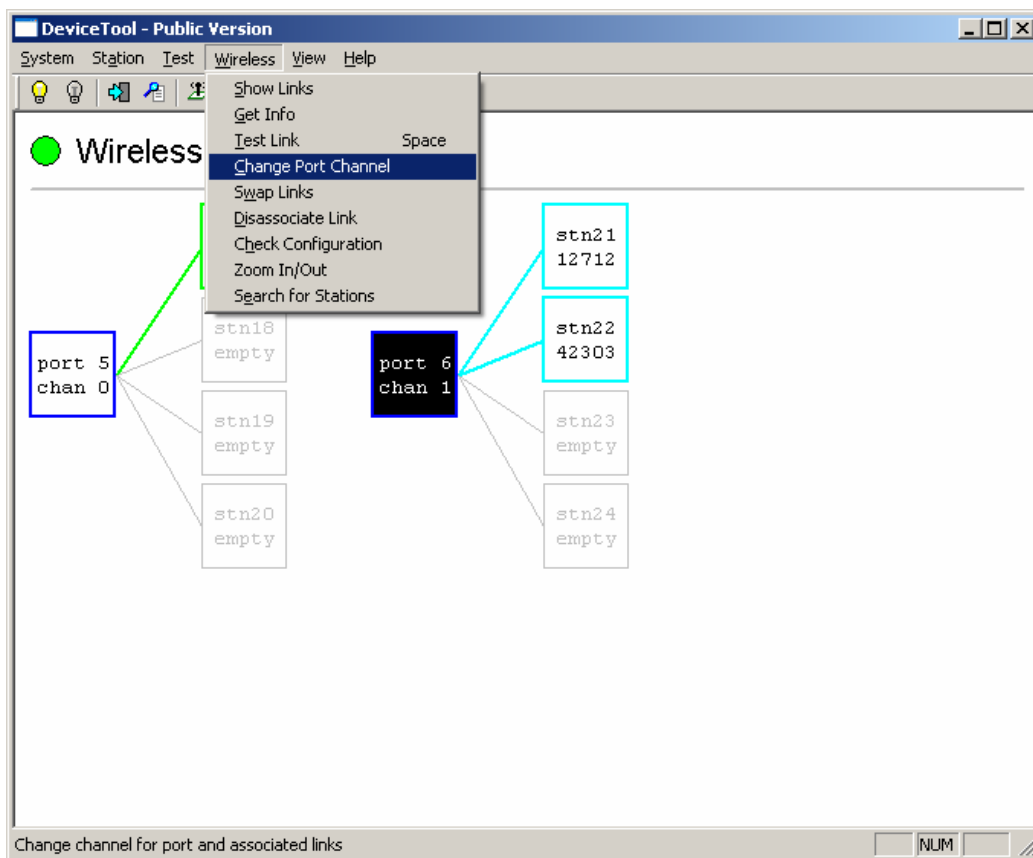 DeviceTool - Public Version
System Station Test Wireless View Help
Show Links
Get Info
Test Link Space
Change Port Channel
Swap Links
Disassociate Link
Check Configuration
Zoom In/Out
Search for Stations
Wireless
port 5
chan 0
stn18
empty
stn19
empty
stn20
empty
port 6
chan 1
stn21
12712
stn22
42303
stn23
empty
stn24
empty
Change channel for port and associated links
NUM